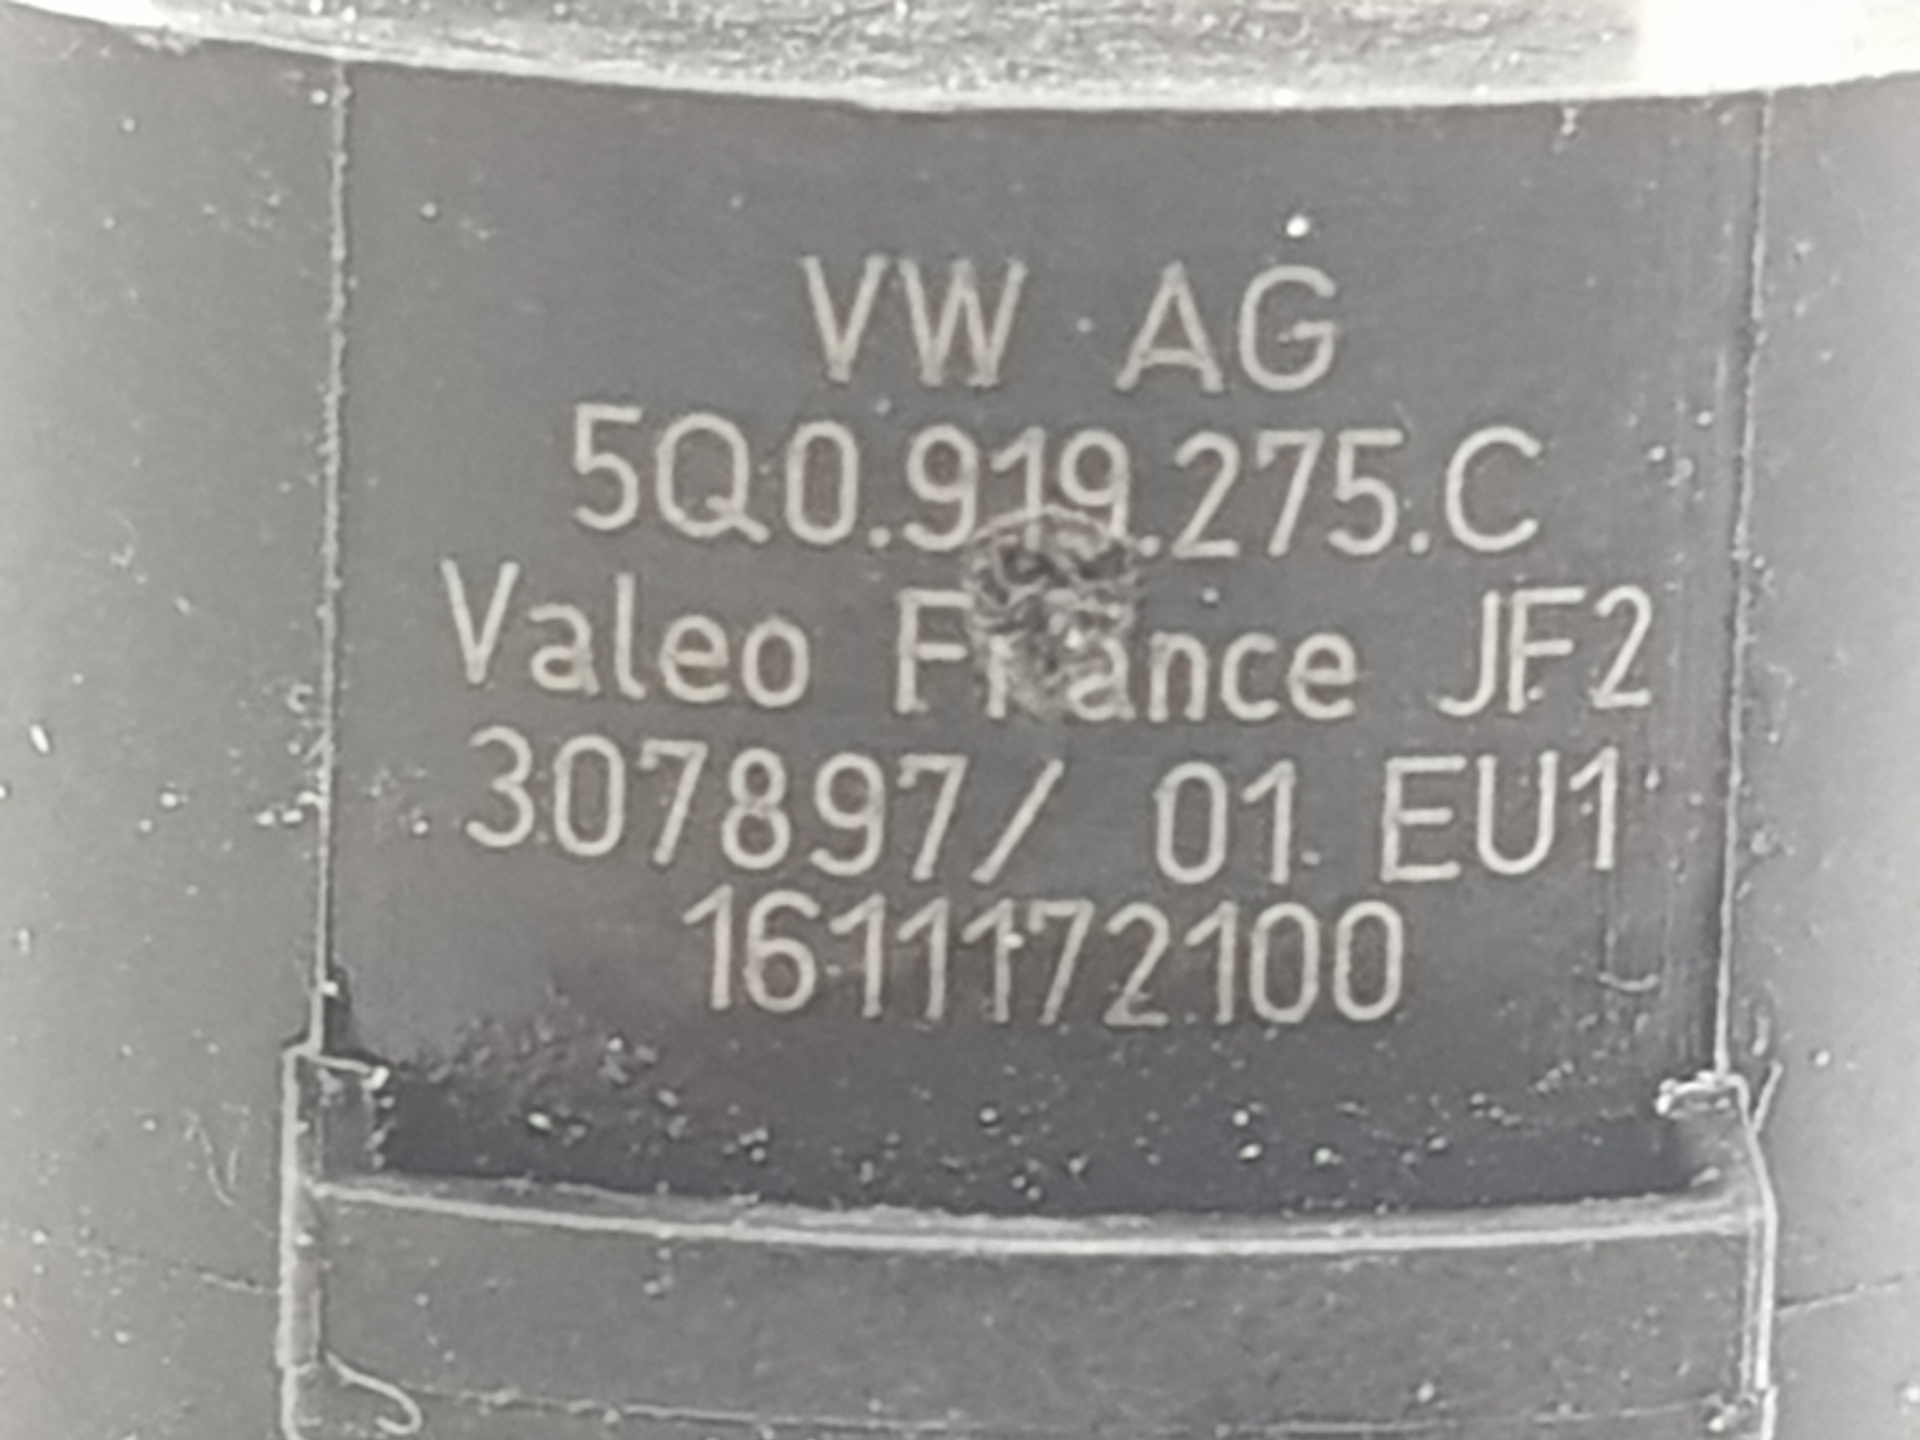 VW AG
5Q0.919.275.C
Valeo France JF2
307897/ 01 EU1
1611172100